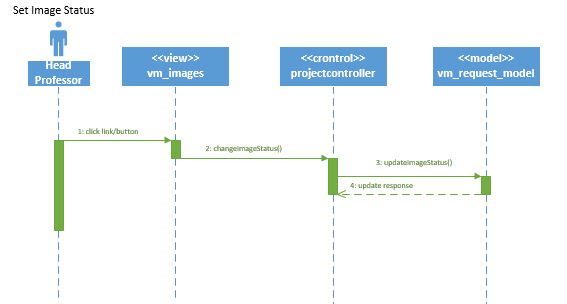 Set Image Status
Head
Professor
<<view>>
vm_images
<<crontrol>>
projectcontroller
<<model>>
vm_request_model
1: click link/button
2: changeImageStatus()
3: updateImageStatus()
4: update response